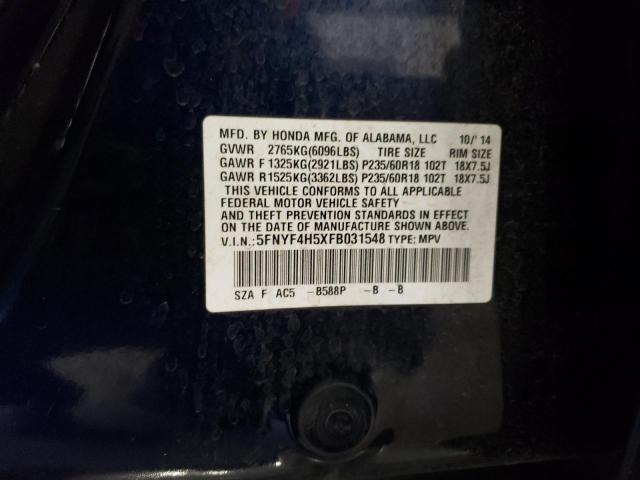 MFD. BY HONDA MFG. OF ALABAMA, LLC 10/'14
GVWR 2765KG(6096LBS) TIRE SIZE RIM SIZE
GAWR F 1325KG(2921LBS) P235/60R18 102T 18X7.5J
GAWR R1525KG(3362LBS) P235/60R18 102T 18X7.5J
THIS VEHICLE CONFORMS TO ALL APPLICABLE
FEDERAL MOTOR VEHICLE SAFETY
AND THEFT PREVENTION STANDARDS IN EFFECT
ON THE DATE OF MANUFACTURE SHOWN ABOVE.
V.I.N.:5FNYF4H5XFB031548 TYPE: MPV
SZA F AC5 -B588P -B -B